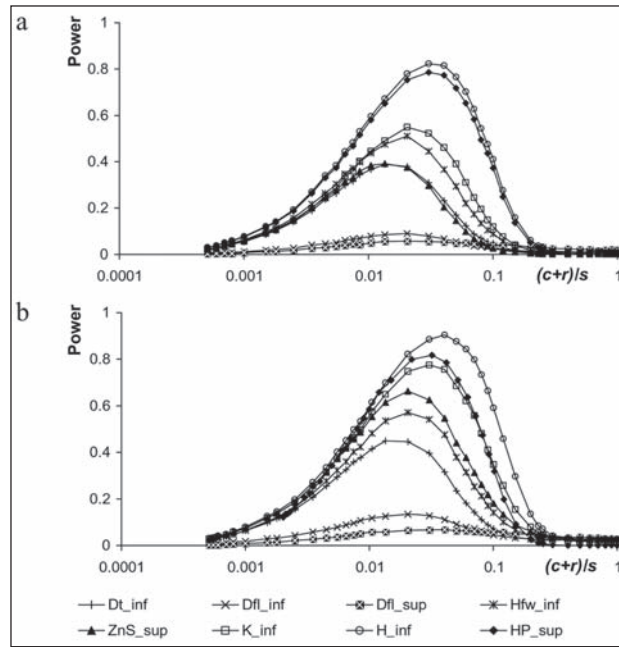 a
Power
1
0.8
0.6
0.4
0.2
0
0.0001 0.001 0.01 0.1 1
(c+r)/s
b
Power
1
0.8
0.6
0.4
0.2
0
0.0001 0.001 0.01 0.1 1
(c+r)/s
Dt_inf Dfl_inf Dfl_sup Hfw_inf
ZnS_sup K_inf H_inf HP_sup